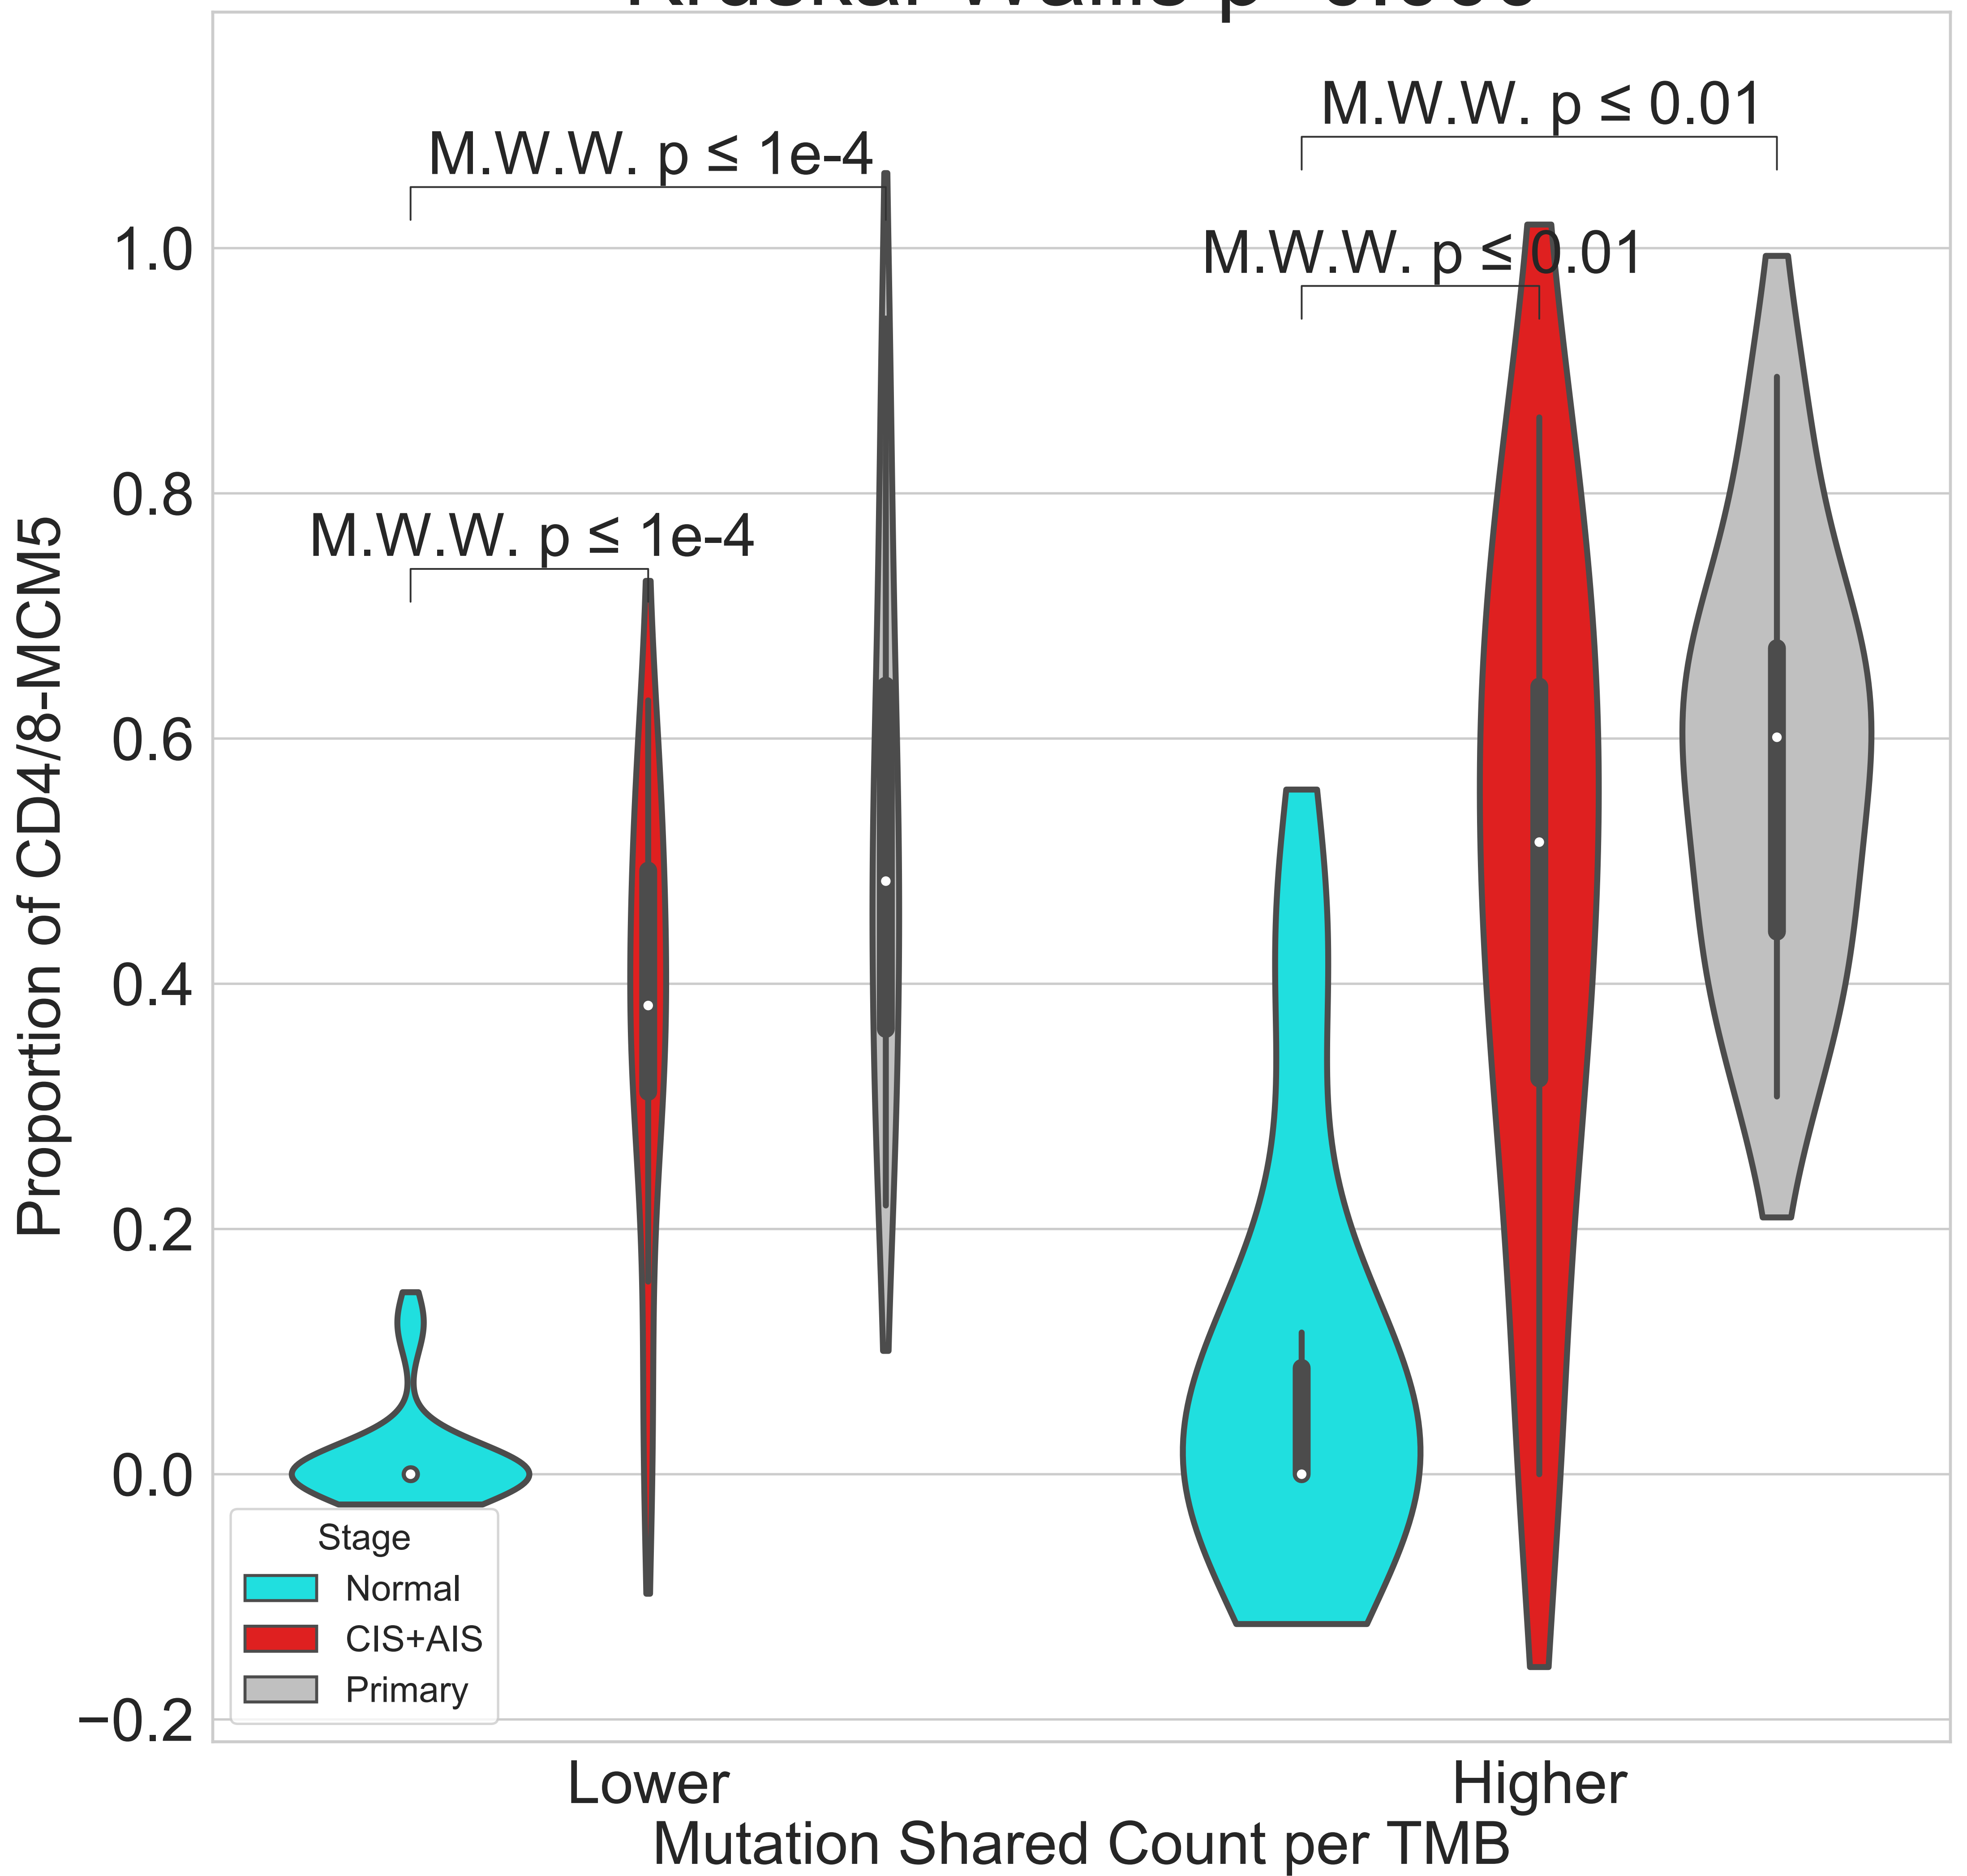 M.W.W. p ≤ 0.01
M.W.W. p ≤ 1e-4
M.W.W. p ≤ 0.01
M.W.W. p ≤ 1e-4
Proportion of CD4/8-MCM5
1.0
0.8
0.6
0.4
0.2
0.0
−0.2
Stage
Normal
CIS+AIS
Primary
Lower
Higher
Mutation Shared Count per TMB